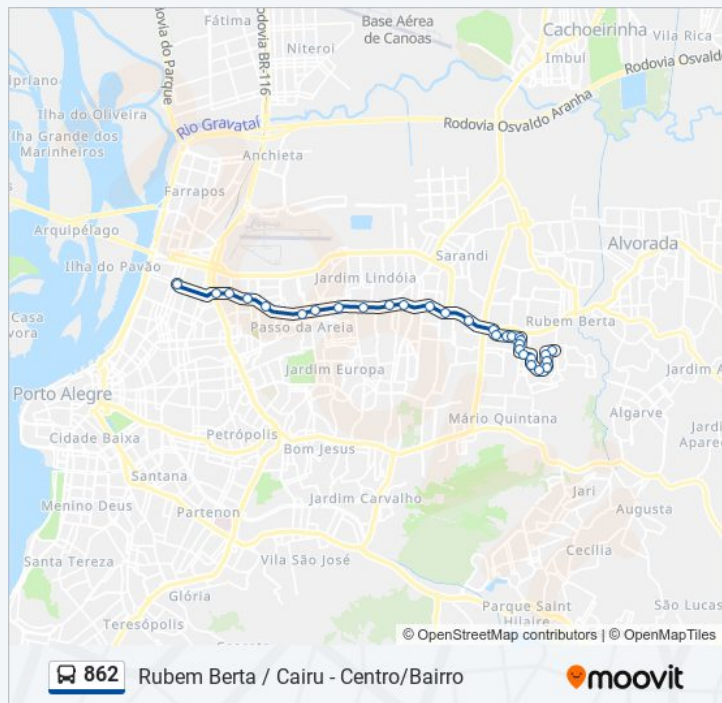 Fátima
Base Aérea
de Canoas
Cachoeirinha
Vila Rica
Imbuí
Niteroi
Rodovia BR-116
Rodovia Osvaldo Aranha
Ilha do Oliveira
Ilha Grande dos
Marinheiros
Rio Gravataí
Anchieta
Farrapos
Arquipélago
Ilha do Pavão
Sarandi
Alvorada
Jardim Lindóia
Rubem Berta
Passo da Areia
Jardim Europa
Porto Alegre
Cidade Baixa
Petrópolis
Mário Quintana
Algarve
Bom Jesus
Santana
Menino Deus
Partenon
Jardim Carvalho
Jari
Augusta
Santa Tereza
Vila São José
Cecília
Glória
Teresópolis
Parque Saint
Hilaire
São Lucas
© OpenStreetMap contributors | © OpenMapTiles
862 Rubem Berta / Cairu - Centro/Bairro
moovit